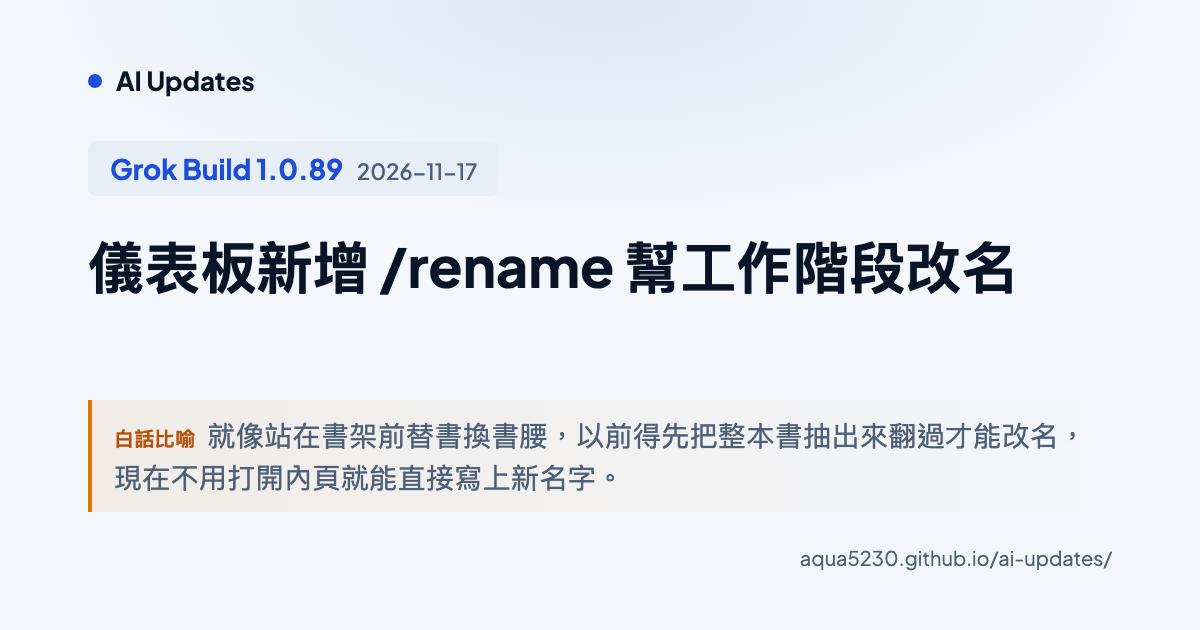 AI Updates
Grok Build 1.0.89 2026-11-17
儀表板新增 /rename 幫工作階段改名
白話比喻 就像站在書架前替書換書腰，以前得先把整本書抽出來翻過才能改名，
現在不用打開內頁就能直接寫上新名字。
aqua5230.github.io/ai-updates/